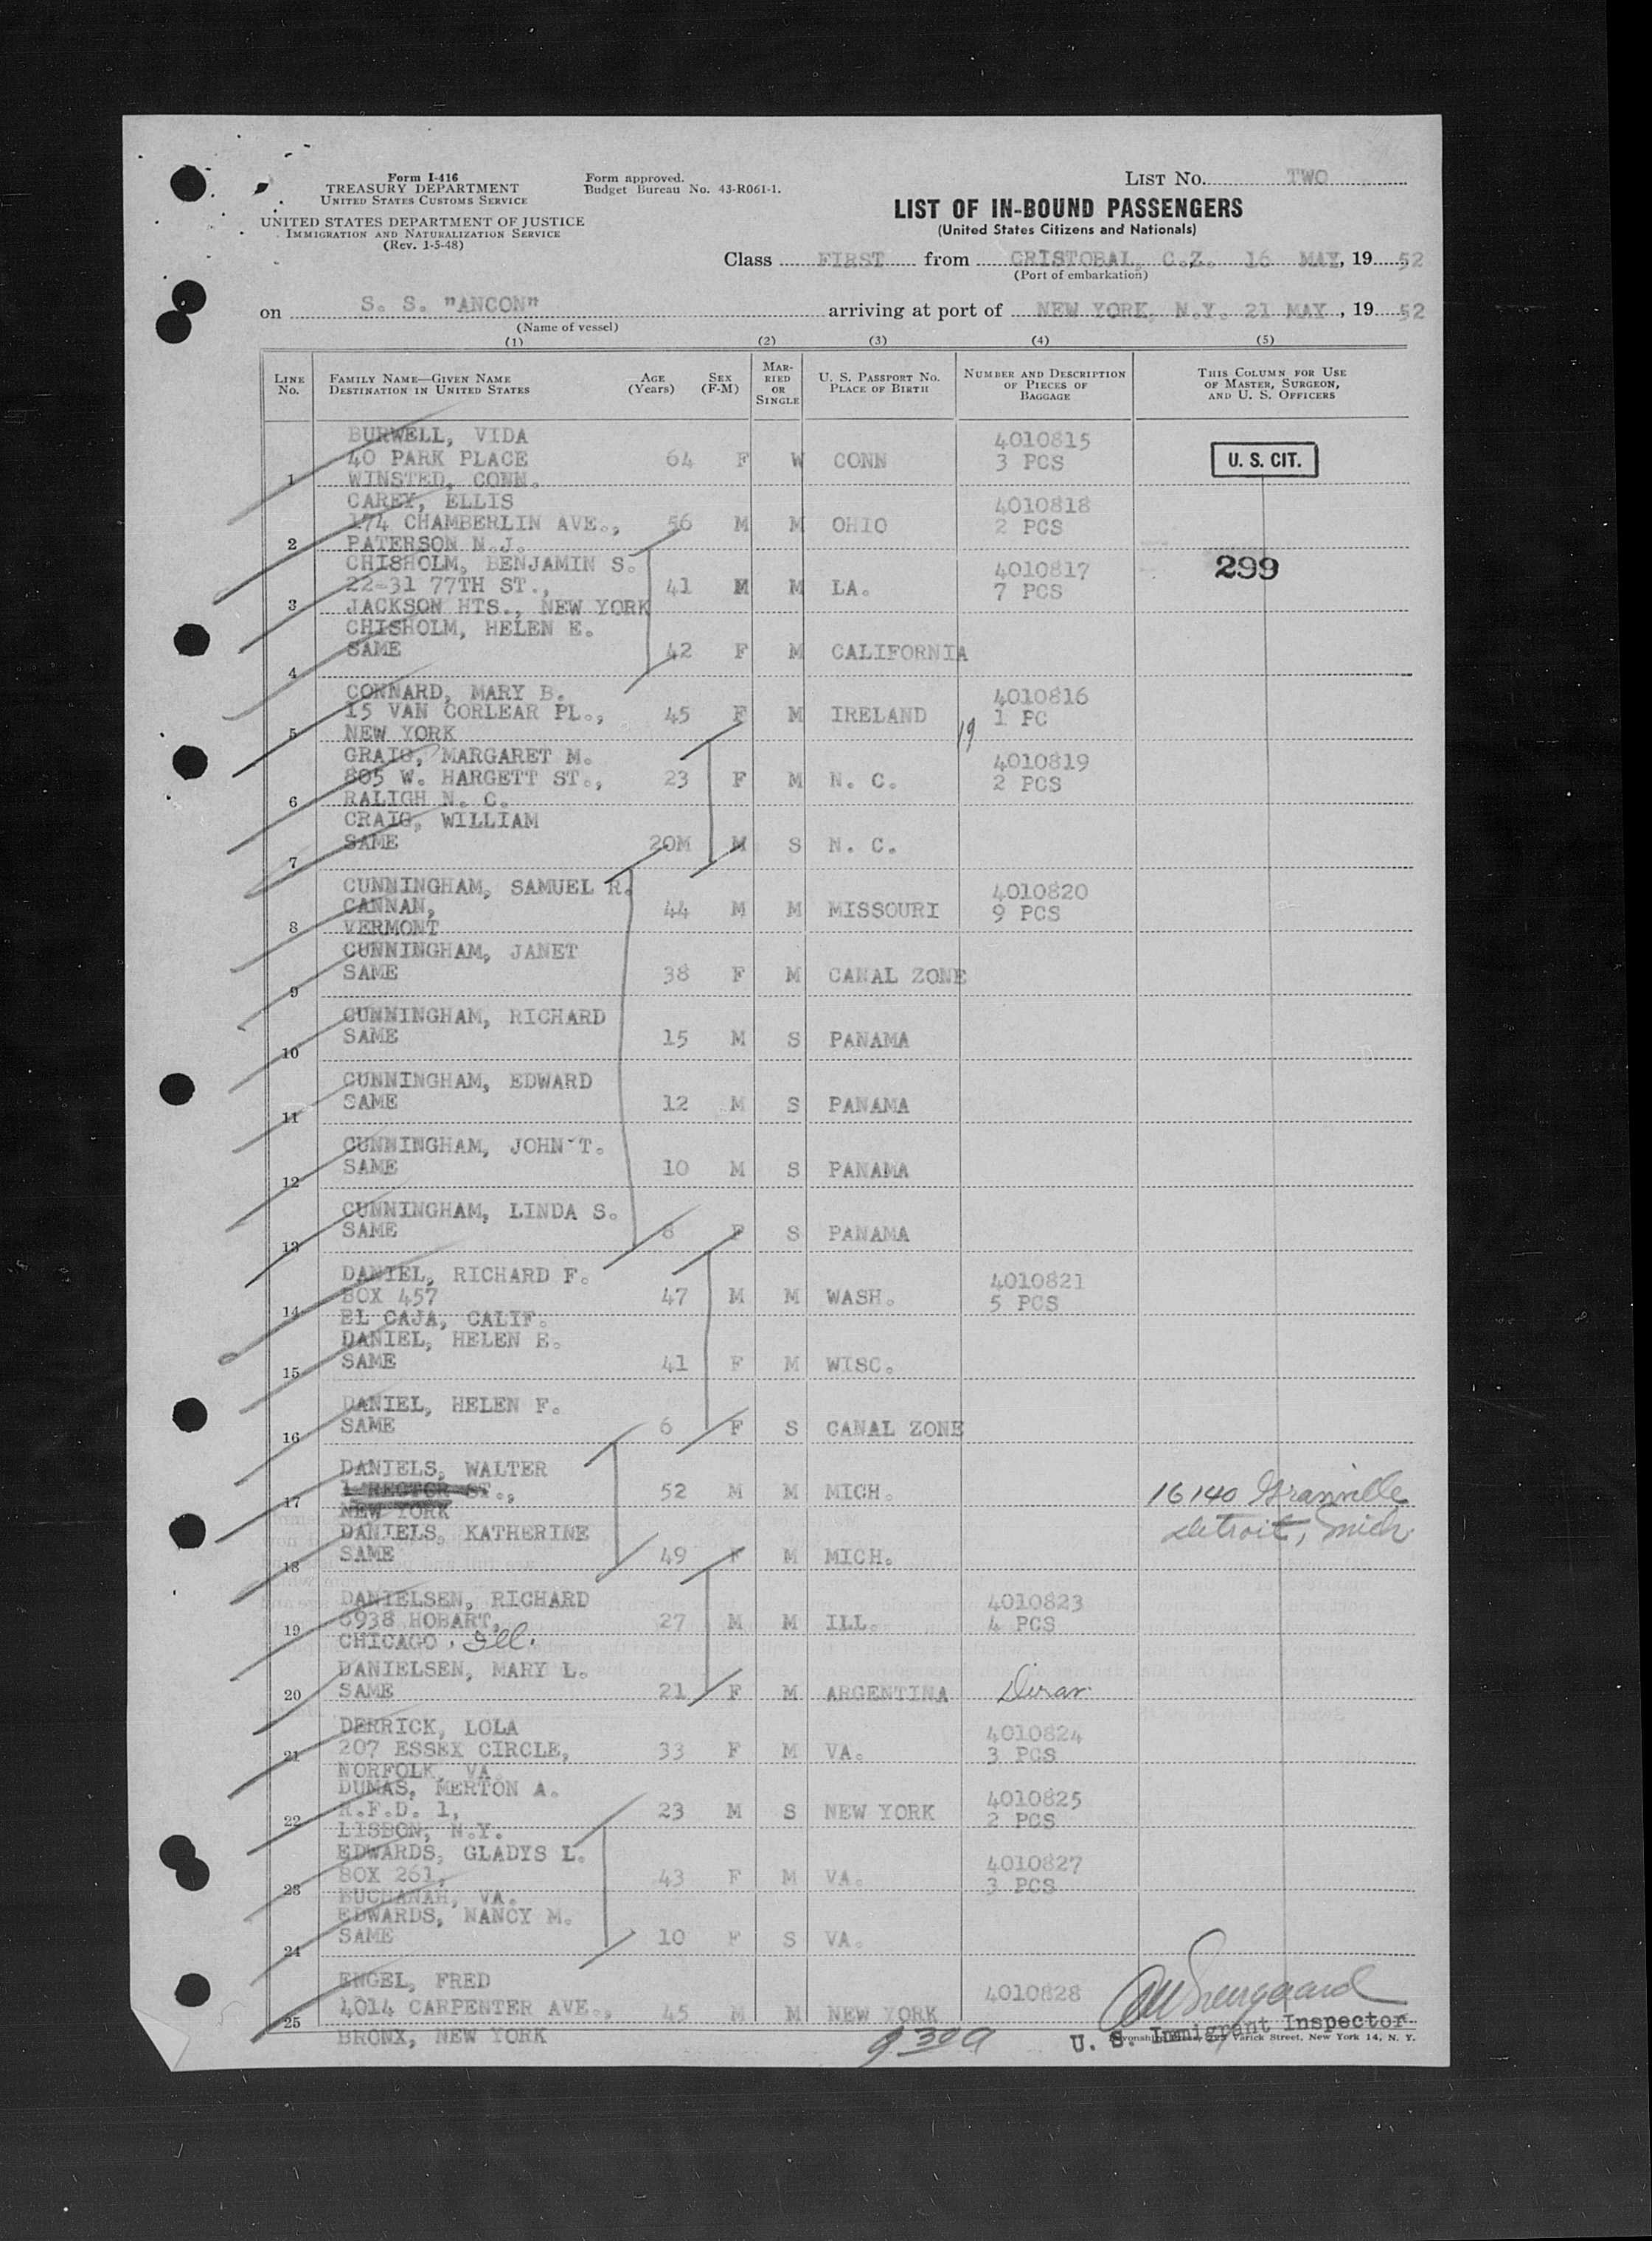 Form I-416
TREASURY DEPARTMENT
UNITED STATES CUSTOMS SERVICE
UNITED STATES DEPARTMENT OF JUSTICE
IMMIGRATION AND NATURALIZATION SERVICE
(Rev. 1-5-48)
Form approved.
Budget Bureau No. 43-R061-1.
LIST NO. TWO
LIST OF IN-BOUND PASSENGERS
(United States Citizens and Nationals)
Class FIRST from CRISTOBAL, C.Z. 16 MAY, 19 52
(Port of embarkation)
on S. S. "ANCON" arriving at port of NEW YORK, N.Y. 21 MAY, 19 52
(Name of vessel)
(1) (2) (3) (4) (5)
LINE NO. FAMILY NAME—GIVEN NAME DESTINATION IN UNITED STATES AGE (Years) SEX (F-M) MARRIED OR SINGLE U. S. PASSPORT NO. PLACE OF BIRTH NUMBER AND DESCRIPTION OF PIECES OF BAGGAGE THIS COLUMN FOR USE OF MASTER, SURGEON, AND U. S. OFFICERS
BURWELL, VIDA 4010815
40 PARK PLACE 64 F W CONN 3 PCS U. S. CIT.
1 WINSTED, CONN.
CAREY, ELLIS 4010818
174 CHAMBERLIN AVE., 56 M M OHIO 2 PCS
2 PATERSON N.J.
CHISHOLM, BENJAMIN S. 4010817 299
22-31 77TH ST., 41 M M LA. 7 PCS
3 JACKSON HTS., NEW YORK
CHISHOLM, HELEN E.
SAME 42 F M CALIFORNIA
4
CONNARD, MARY B. 4010816
15 VAN CORLEAR PL., 45 F M IRELAND 1 PC
5 NEW YORK 19
GRAIG, MARGARET M. 4010819
805 W. HARGETT ST., 23 F M N. C. 2 PCS
6 RALIGH N. C.
CRAIG, WILLIAM
SAME 20M M S N. C.
7
CUNNINGHAM, SAMUEL R. 4010820
CANNAN, 44 M M MISSOURI 9 PCS
8 VERMONT
CUNNINGHAM, JANET
SAME 38 F M CANAL ZONE
9
CUNNINGHAM, RICHARD
SAME 15 M S PANAMA
10
CUNNINGHAM, EDWARD
SAME 12 M S PANAMA
11
CUNNINGHAM, JOHN T.
SAME 10 M S PANAMA
12
CUNNINGHAM, LINDA S.
SAME 8 F S PANAMA
13
DANIEL, RICHARD F. 4010821
BOX 457 47 M M WASH. 5 PCS
14 EL CAJA, CALIF.
DANIEL, HELEN E.
SAME 41 F M WISC.
15
DANIEL, HELEN F.
SAME 6 F S CANAL ZONE
16
DANIELS, WALTER
1 RECTOR ST., 52 M M MICH. 16140 Granville
17 NEW YORK
DANIELS, KATHERINE Detroit, Mich.
SAME 49 F M MICH.
18
DANIELSEN, RICHARD 4010823
6938 HOBART, 27 M M ILL. 4 PCS
19 CHICAGO, Ill.
DANIELSEN, MARY L.
20 SAME 21 F M ARGENTINA
DERRICK, LOLA 4010824
21 207 ESSEX CIRCLE, 33 F M VA. 3 PCS
NORFOLK, VA.
DUMAS, MERTON A. 4010825
22 R.F.D. 1, 23 M S NEW YORK 2 PCS
LISBON, N.Y.
EDWARDS, GLADYS L. 4010827
BOX 261, 43 F M VA. 3 PCS
23 BUCHANAN, VA.
EDWARDS, NANCY M.
SAME 10 F S VA.
24
ENGEL, FRED 4010828
4014 CARPENTER AVE., 45 M M NEW YORK
25 BRONX, NEW YORK
930a
U. S. Immigrant Inspector
Varick Street, New York 14, N. Y.